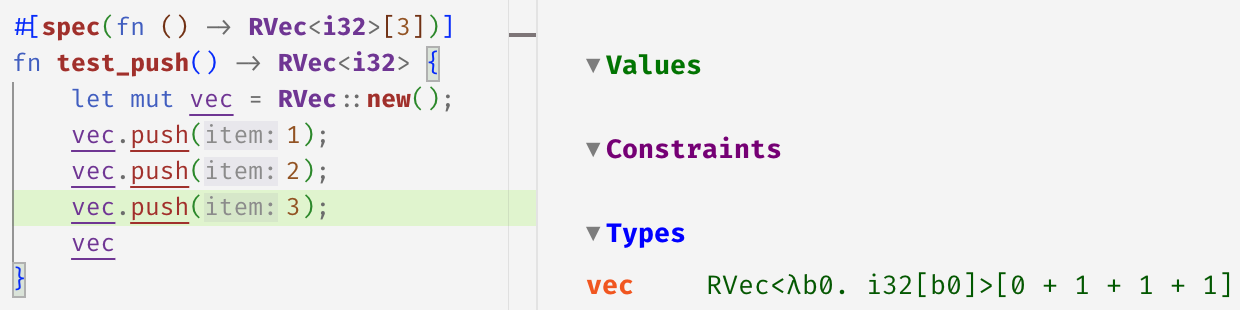 #[spec(fn () -> RVec<i32>[3])]
fn test_push() -> RVec<i32> {
let mut vec = RVec::new();
vec.push(item: 1);
vec.push(item: 2);
vec.push(item: 3);
vec
}
▼Values
▼Constraints
▼Types
vec RVec<λb0. i32[b0]>[0 + 1 + 1 + 1]